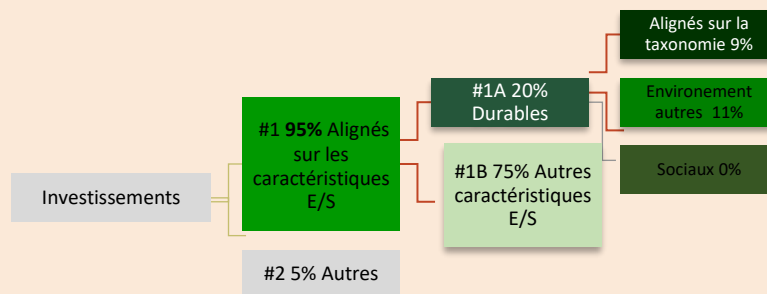 Investissements
#1 95% Alignés
sur les
caractéristiques
E/S
#2 5% Autres
#1A 20%
Durables
#1B 75% Autres
caractéristiques
E/S
Alignés sur la
taxonomie 9%
Environement
autres 11%
Sociaux 0%